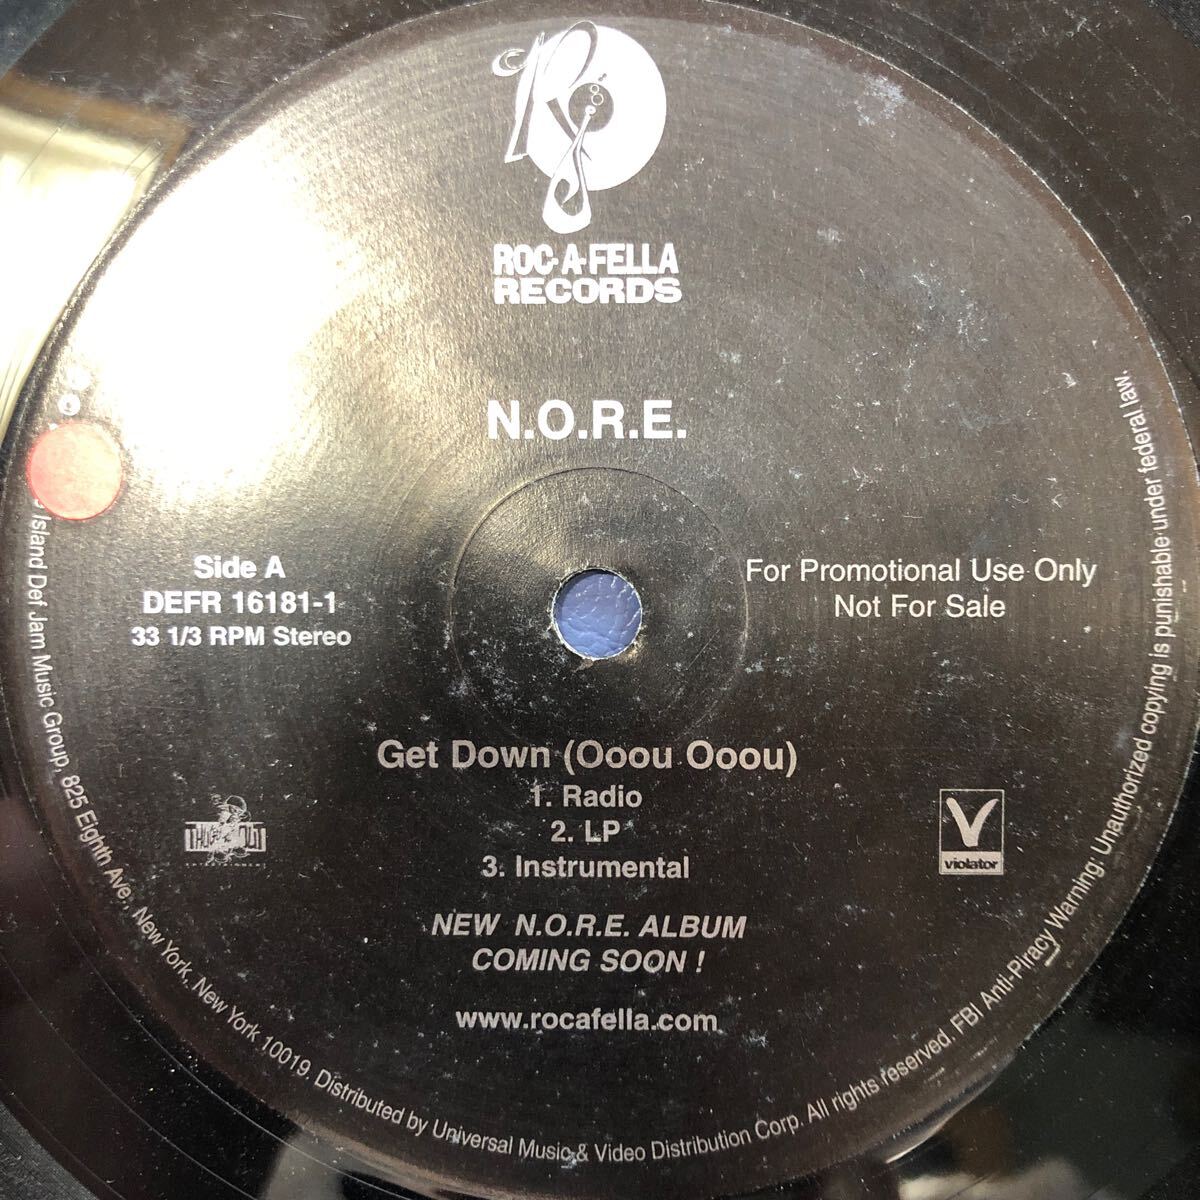 ROC-A-FELLA
RECORDS
N.O.R.E.
Side A
DEFR 16181-1
33 1/3 RPM Stereo
For Promotional Use Only
Not For Sale
Get Down (Ooou Ooou)
1. Radio
2. LP
3. Instrumental
NEW N.O.R.E. ALBUM
COMING SOON !
www.rocafella.com
THUGGED OUT
V
violator
Island Def Jam Music Group, 825 Eighth Ave. New York, New York 10019. Distributed by Universal Music & Video Distribution Corp. All rights reserved. FBI Anti-Piracy Warning: Unauthorized copying is punishable under federal law.